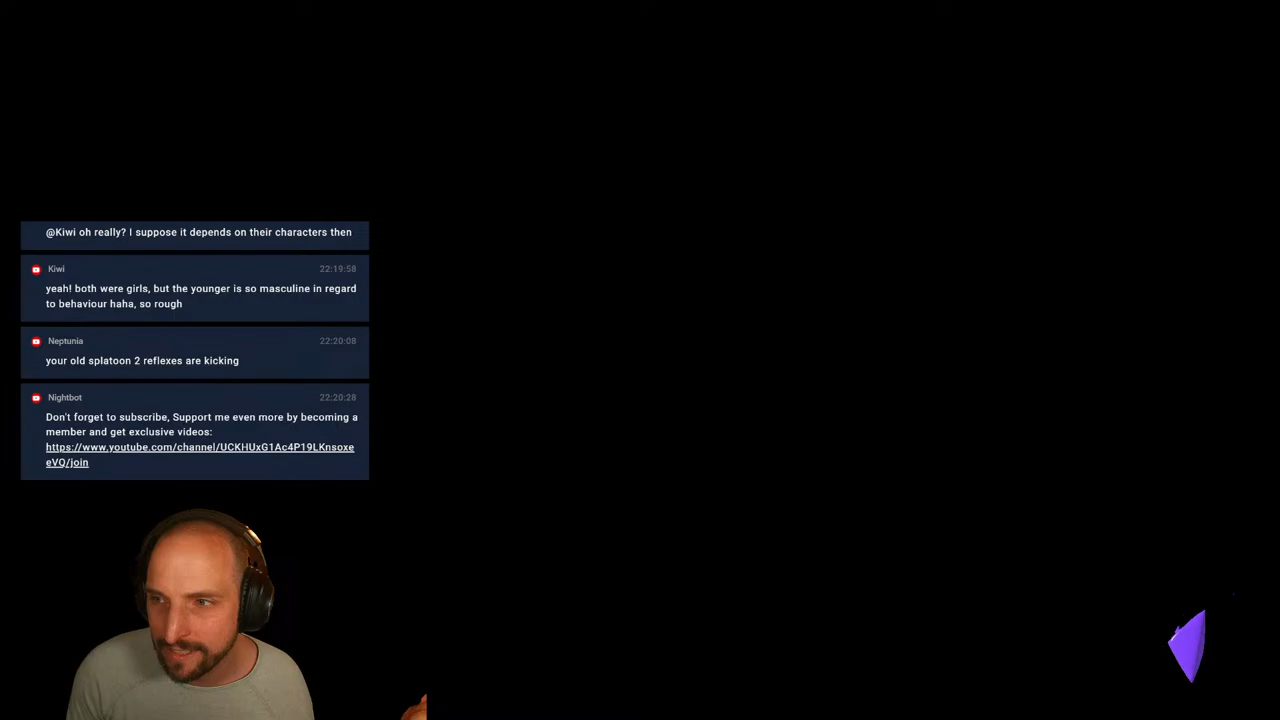 @Kiwi oh really? I suppose it depends on their characters then
Kiwi 22:19:58
yeah! both were girls, but the younger is so masculine in regard
to behaviour haha, so rough
Neptunia 22:20:08
your old splatoon 2 reflexes are kicking
Nightbot 22:20:28
Don't forget to subscribe, Support me even more by becoming a
member and get exclusive videos:
https://www.youtube.com/channel/UCKHUxG1Ac4P19LKnsoxe
eVQ/join